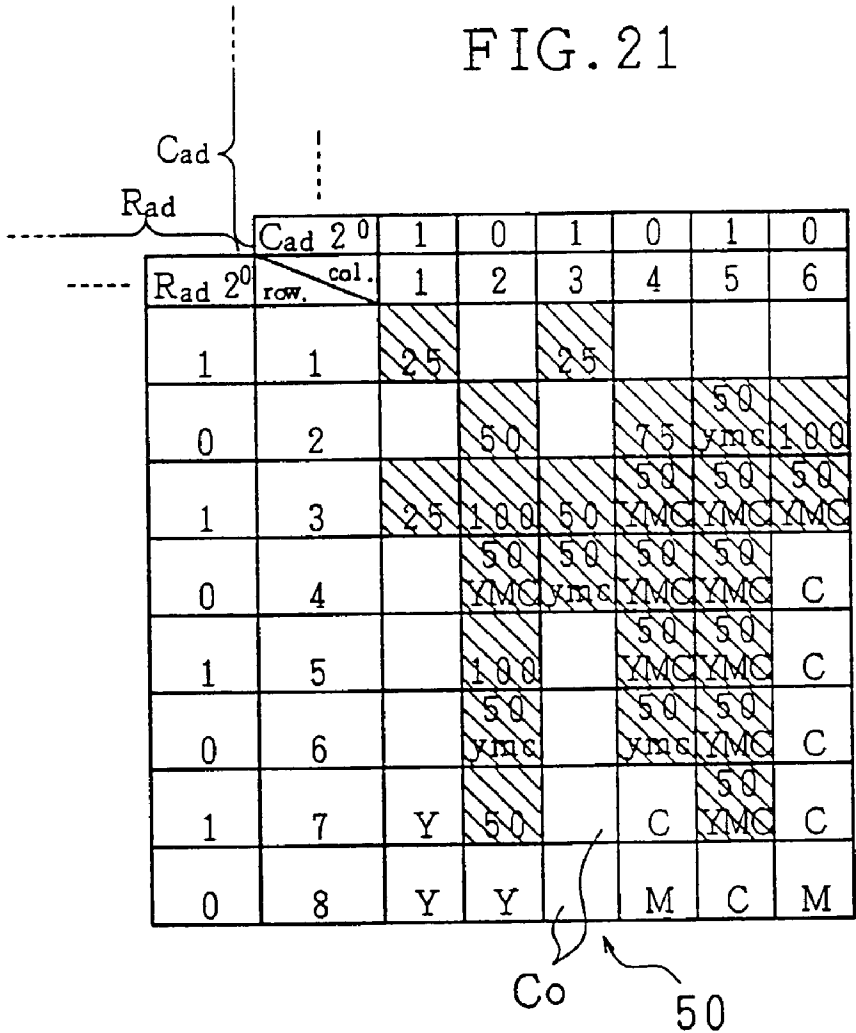 FIG.21
Cad
Rad
Cad 2⁰ 1 0 1 0 1 0
Rad 2⁰ row. col. 1 2 3 4 5 6
1 1 25 25
0 2 50 75 50 ymc 100
1 3 25 100 50 50 YMC 50 YMC 50 YMC
0 4 50 YMC 50 ymc 50 YMC 50 YMC C
1 5 100 50 YMC 50 YMC C
0 6 50 ymc 50 ymc 50 YMC C
1 7 Y 50 C 50 YMC C
0 8 Y Y M C M
Co
50